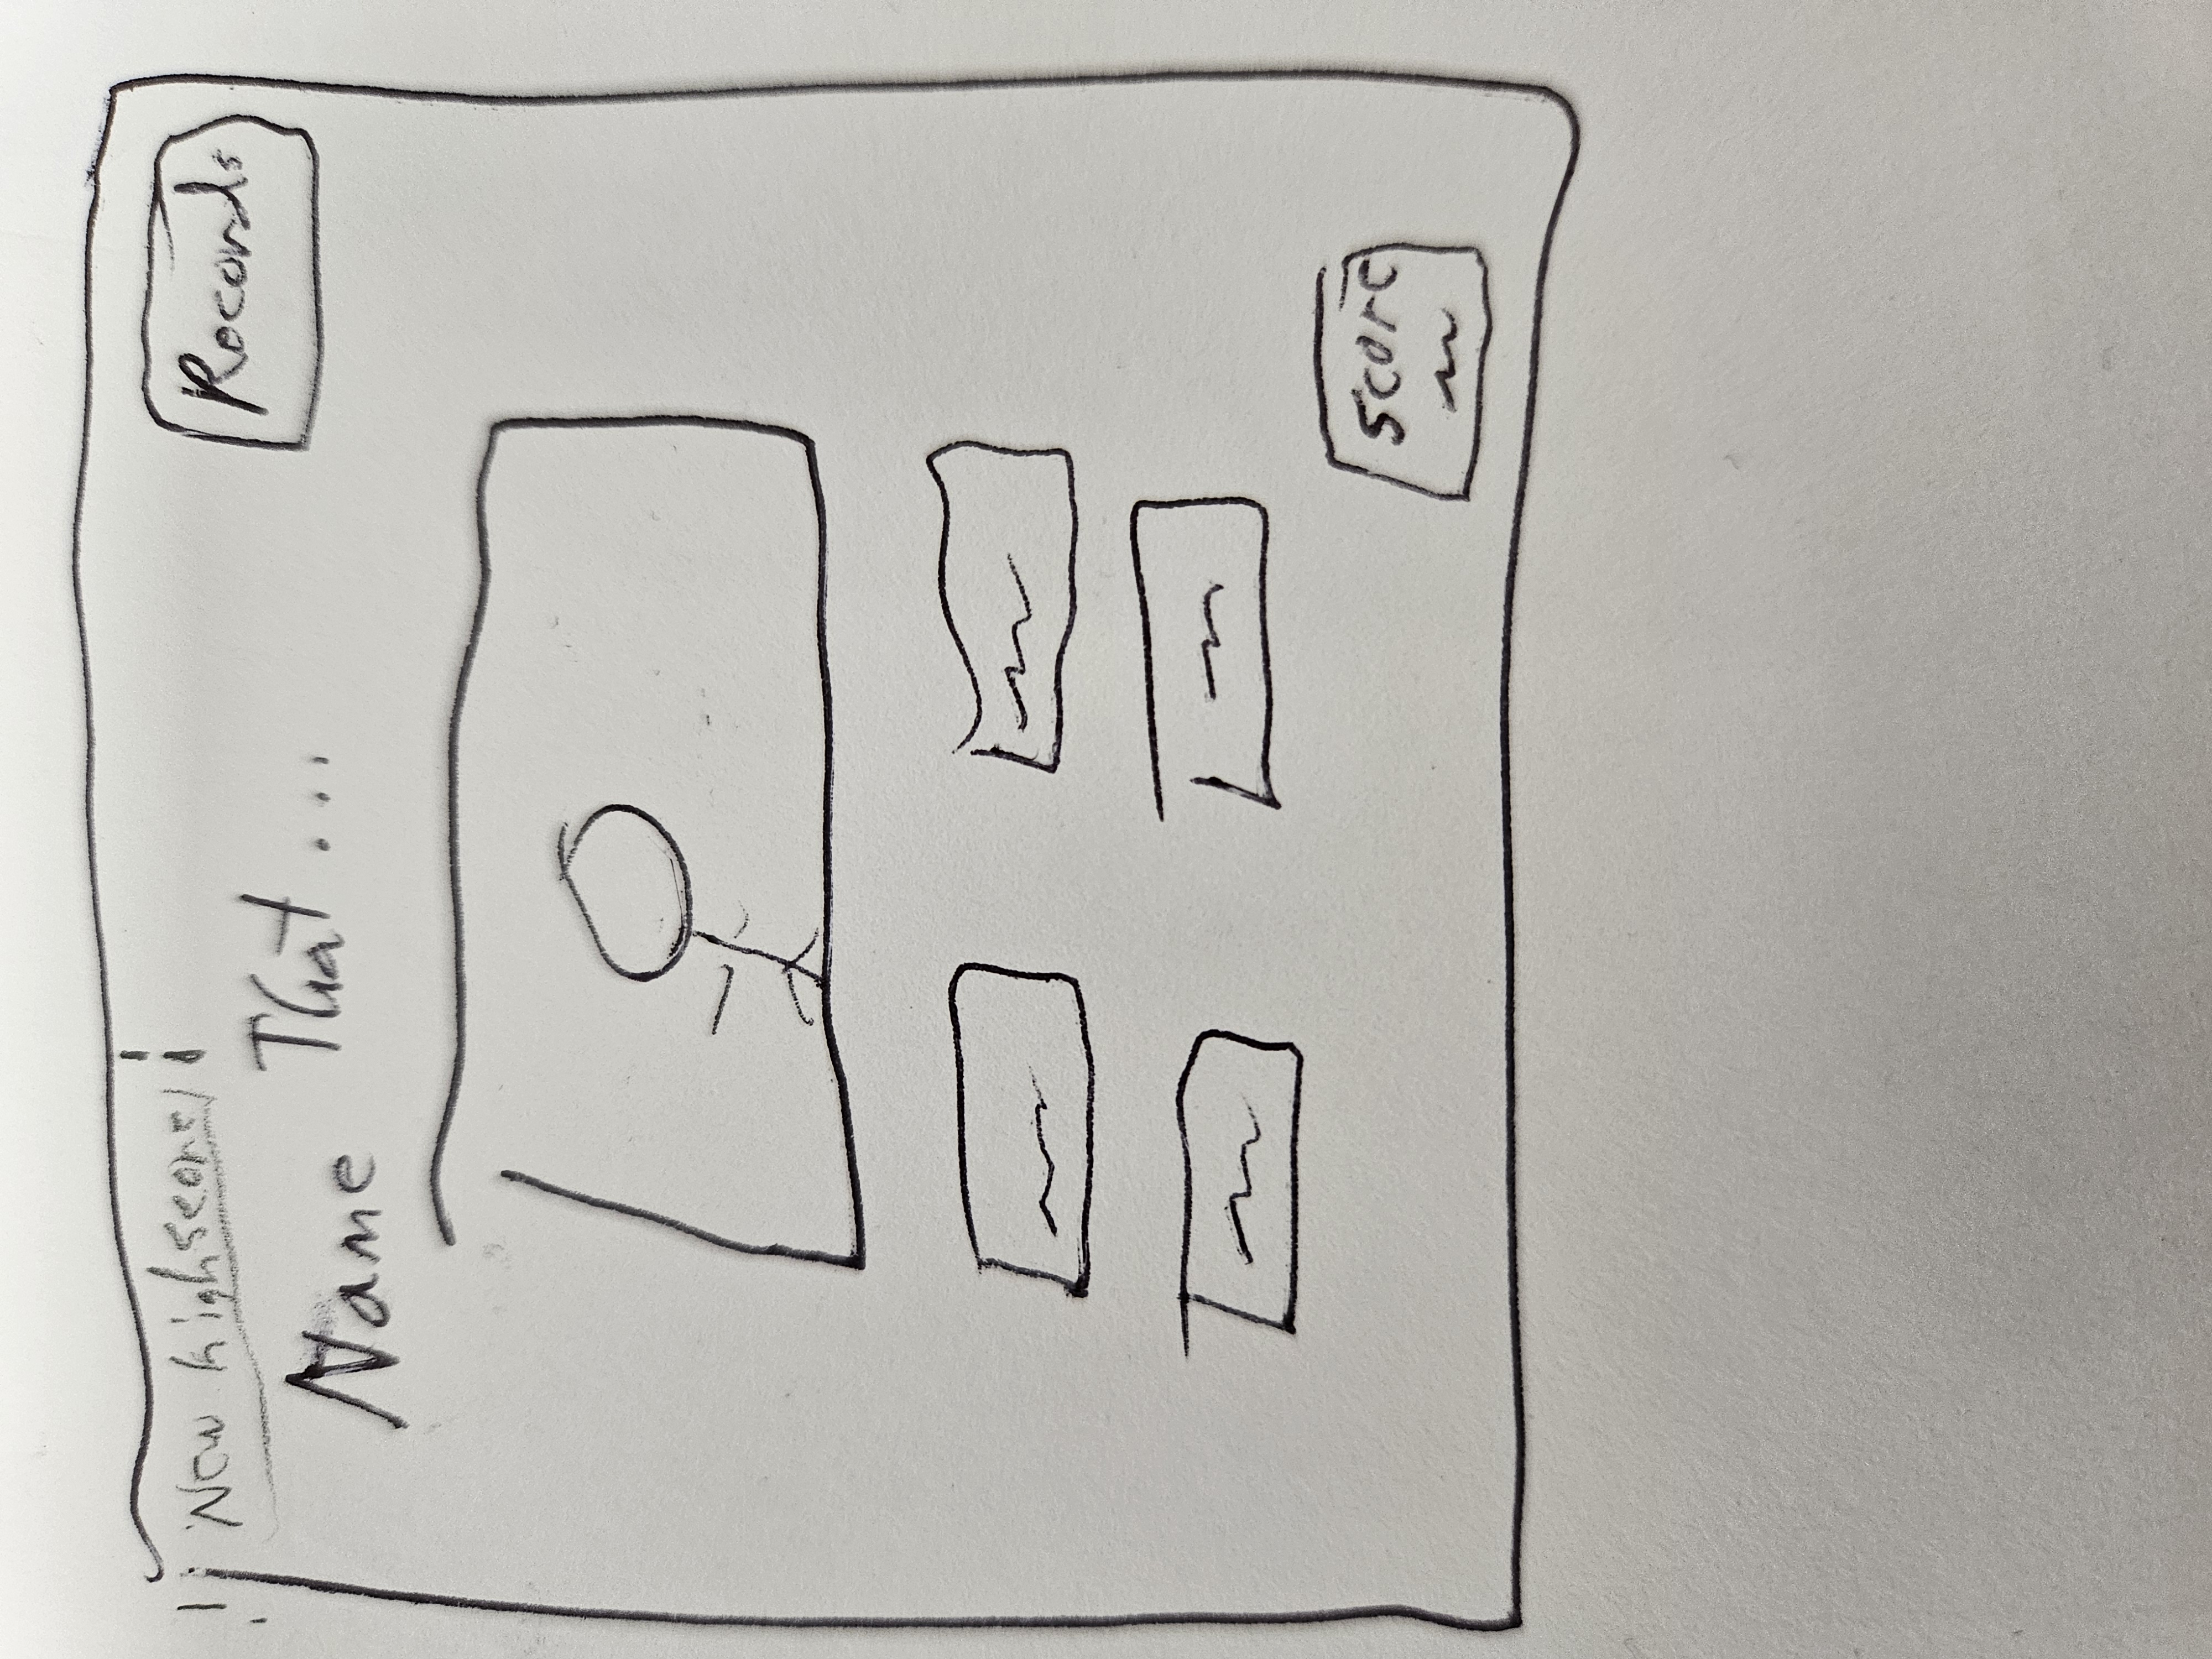 ! New highscore! !
Records
Name That ...
score